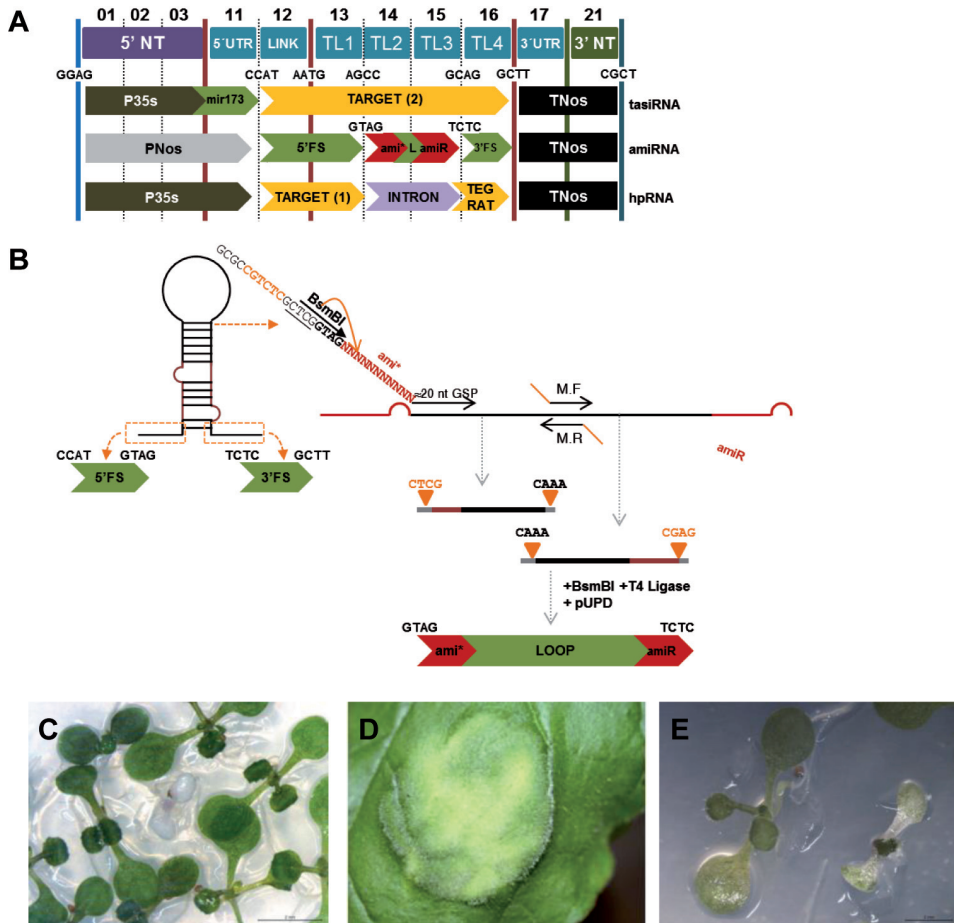 A
01 02 03 11 12 13 14 15 16 17 21
5' NT 5´UTR LINK TL1 TL2 TL3 TL4 3´UTR 3' NT
GGAG CCAT AATG AGCC GCAG GCTT CGCT
P35s mir173 TARGET (2) TNos tasiRNA
GTAG TCTC
PNos 5'FS ami* L amiR 3'FS TNos amiRNA
P35s TARGET (1) INTRON TEG RAT TNos hpRNA
B
GCGCCGTCTCGCTCGGTAGNNNNNNNNNNN
BsmBI
ami*
≈20 nt GSP
M.F
M.R
amiR
CCAT GTAG TCTC GCTT
5'FS 3'FS
CTCG CAAA
CAAA CGAG
+BsmBI +T4 Ligase
+ pUPD
GTAG TCTC
ami* LOOP amiR
C D E